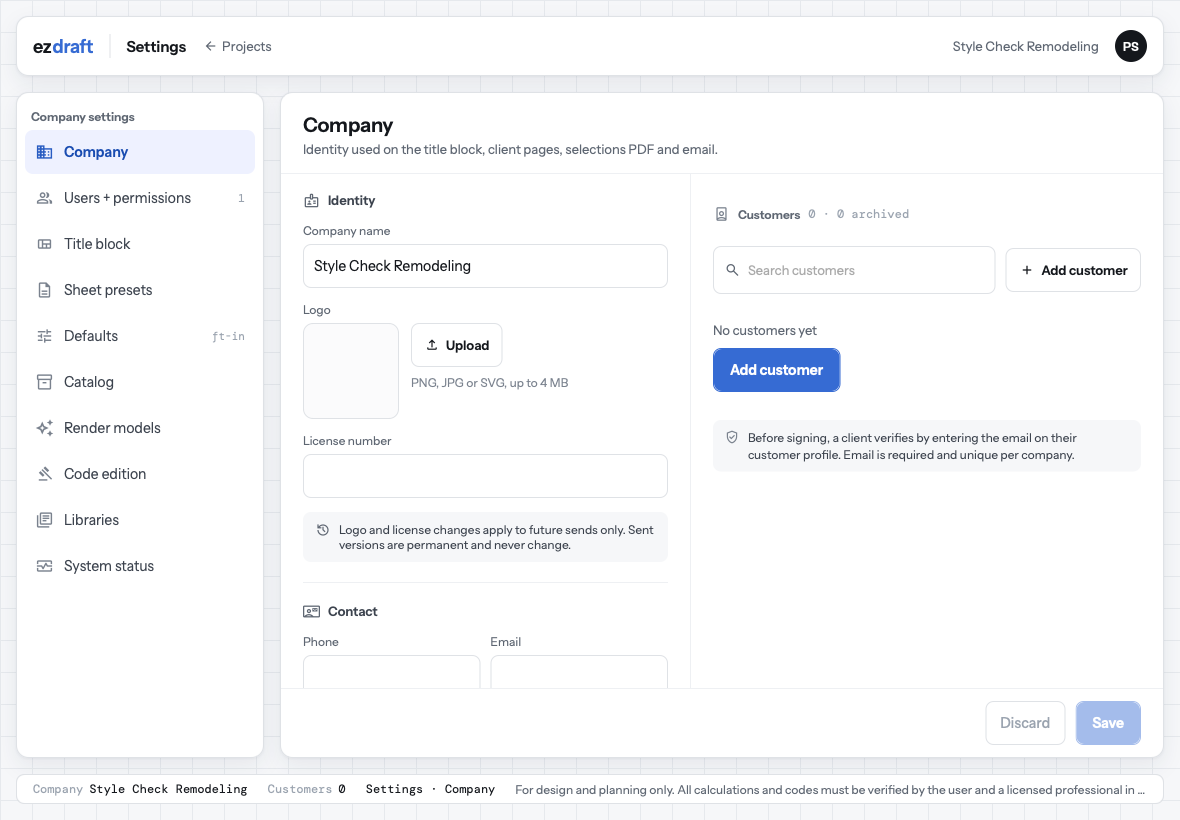 ezdraft
Settings
Projects
Style Check Remodeling
PS
Company settings
Company
Users + permissions 1
Title block
Sheet presets
Defaults ft-in
Catalog
Render models
Code edition
Libraries
System status
Company
Identity used on the title block, client pages, selections PDF and email.
Identity
Company name
Style Check Remodeling
Logo
Upload
PNG, JPG or SVG, up to 4 MB
License number
Logo and license changes apply to future sends only. Sent
versions are permanent and never change.
Contact
Phone Email
Customers 0 · 0 archived
Search customers
+ Add customer
No customers yet
Add customer
Before signing, a client verifies by entering the email on their
customer profile. Email is required and unique per company.
Discard Save
Company Style Check Remodeling Customers 0 Settings · Company For design and planning only. All calculations and codes must be verified by the user and a licensed professional in ...